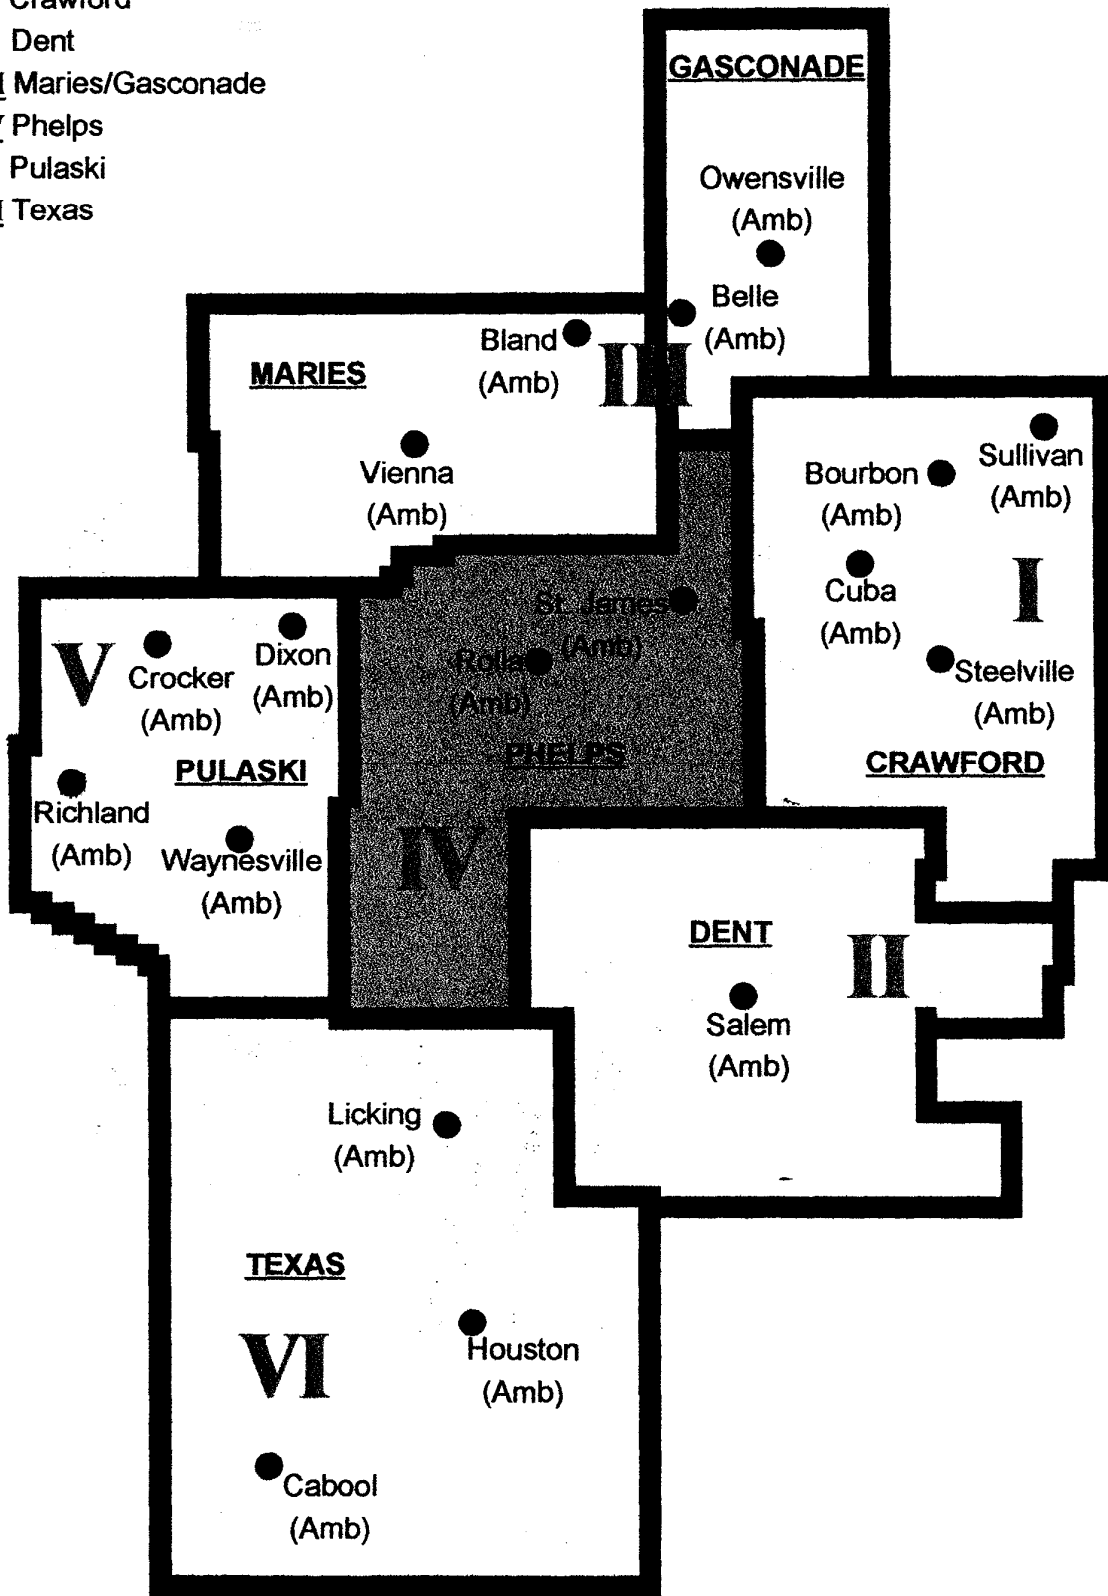 Crawford
Dent
I Maries/Gasconade
Phelps
Pulaski
I Texas
GASCONADE
Owensville
(Amb)
Belle
(Amb)
Bland
(Amb)
III
MARIES
Vienna
(Amb)
Sullivan
(Amb)
Bourbon
(Amb)
I
Cuba
(Amb)
Steelville
(Amb)
CRAWFORD
St. James
(Amb)
Rolla
(Amb)
PHELPS
IV
V
Dixon
(Amb)
Crocker
(Amb)
PULASKI
Richland
(Amb)
Waynesville
(Amb)
DENT
II
Salem
(Amb)
Licking
(Amb)
TEXAS
VI
Houston
(Amb)
Cabool
(Amb)